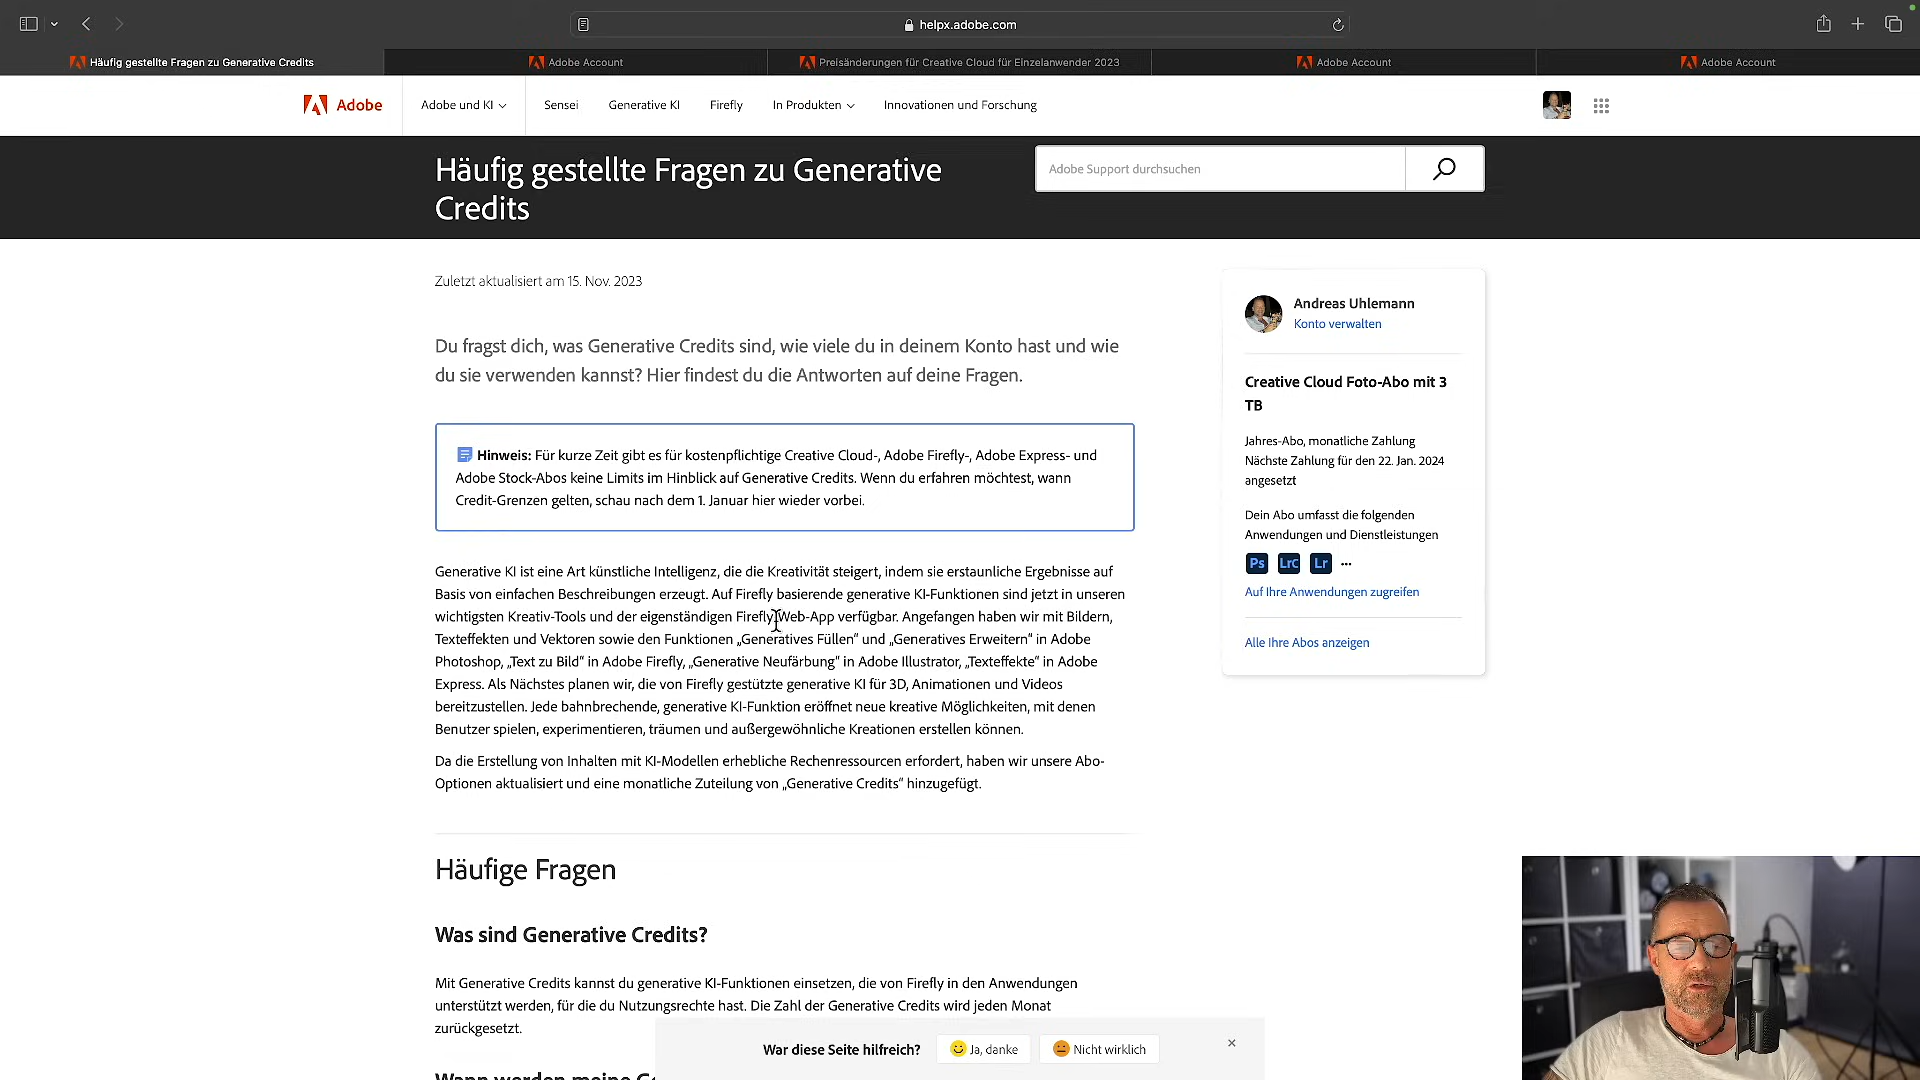 helpx.adobe.com
Häufig gestellte Fragen zu Generative Credits
Adobe Account
Preisänderungen für Creative Cloud für Einzelanwender 2023
Adobe Account
Adobe Account
Adobe
Adobe und KI
Sensei
Generative KI
Firefly
In Produkten
Innovationen und Forschung
Häufig gestellte Fragen zu Generative
Credits
Adobe Support durchsuchen
Zuletzt aktualisiert am 15. Nov. 2023
Du fragst dich, was Generative Credits sind, wie viele du in deinem Konto hast und wie
du sie verwenden kannst? Hier findest du die Antworten auf deine Fragen.
Hinweis: Für kurze Zeit gibt es für kostenpflichtige Creative Cloud-, Adobe Firefly-, Adobe Express- und
Adobe Stock-Abos keine Limits im Hinblick auf Generative Credits. Wenn du erfahren möchtest, wann
Credit-Grenzen gelten, schau nach dem 1. Januar hier wieder vorbei.
Generative KI ist eine Art künstliche Intelligenz, die die Kreativität steigert, indem sie erstaunliche Ergebnisse auf
Basis von einfachen Beschreibungen erzeugt. Auf Firefly basierende generative KI-Funktionen sind jetzt in unseren
wichtigsten Kreativ-Tools und der eigenständigen Firefly Web-App verfügbar. Angefangen haben wir mit Bildern,
Texteffekten und Vektoren sowie den Funktionen „Generatives Füllen“ und „Generatives Erweitern“ in Adobe
Photoshop, „Text zu Bild“ in Adobe Firefly, „Generative Neufärbung“ in Adobe Illustrator, „Texteffekte“ in Adobe
Express. Als Nächstes planen wir, die von Firefly gestützte generative KI für 3D, Animationen und Videos
bereitzustellen. Jede bahnbrechende, generative KI-Funktion eröffnet neue kreative Möglichkeiten, mit denen
Benutzer spielen, experimentieren, träumen und außergewöhnliche Kreationen erstellen können.
Da die Erstellung von Inhalten mit KI-Modellen erhebliche Rechenressourcen erfordert, haben wir unsere Abo-
Optionen aktualisiert und eine monatliche Zuteilung von „Generative Credits“ hinzugefügt.
Häufige Fragen
Was sind Generative Credits?
Mit Generative Credits kannst du generative KI-Funktionen einsetzen, die von Firefly in den Anwendungen
unterstützt werden, für die du Nutzungsrechte hast. Die Zahl der Generative Credits wird jeden Monat
zurückgesetzt.
Wann werden meine
Andreas Uhlemann
Konto verwalten
Creative Cloud Foto-Abo mit 3
TB
Jahres-Abo, monatliche Zahlung
Nächste Zahlung für den 22. Jan. 2024
angesetzt
Dein Abo umfasst die folgenden
Anwendungen und Dienstleistungen
Ps LrC Lr ...
Auf Ihre Anwendungen zugreifen
Alle Ihre Abos anzeigen
War diese Seite hilfreich?
Ja, danke
Nicht wirklich